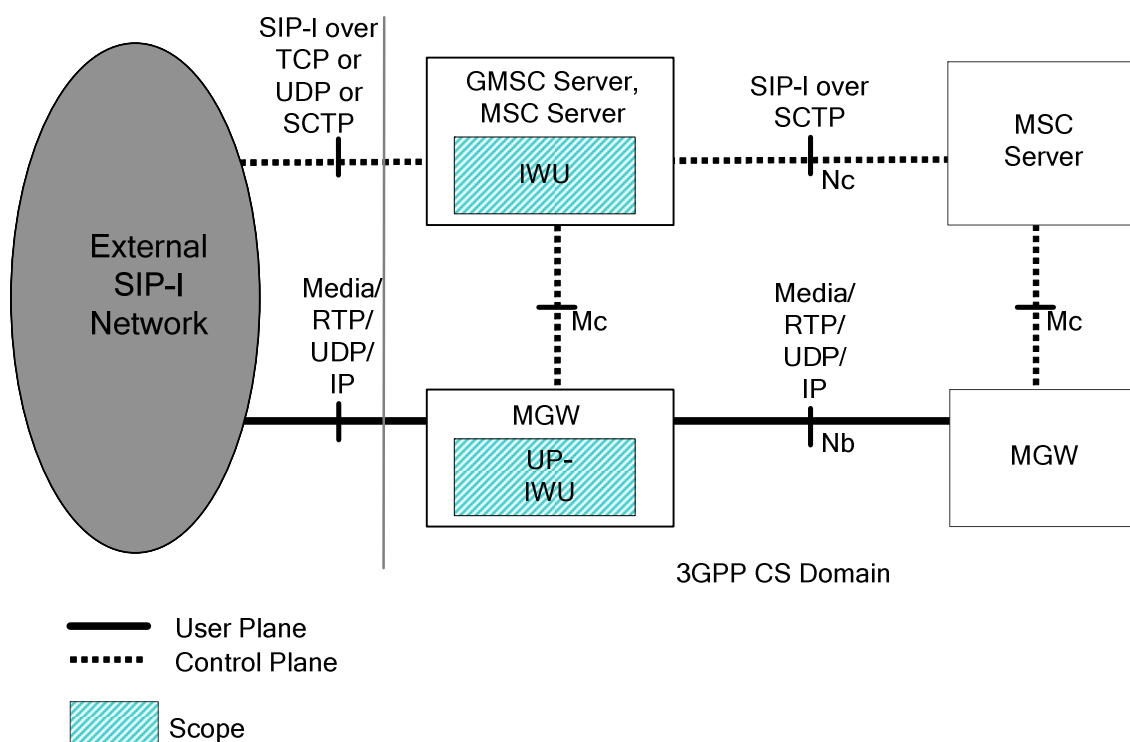 SIP-I over
TCP or
UDP or
SCTP
GMSC Server,
MSC Server
IWU
SIP-I over
SCTP
Nc
MSC
Server
External
SIP-I
Network
Media/
RTP/
UDP/
IP
Mc
Media/
RTP/
UDP/
IP
Mc
MGW
UP-
IWU
Nb
MGW
3GPP CS Domain
User Plane
Control Plane
Scope